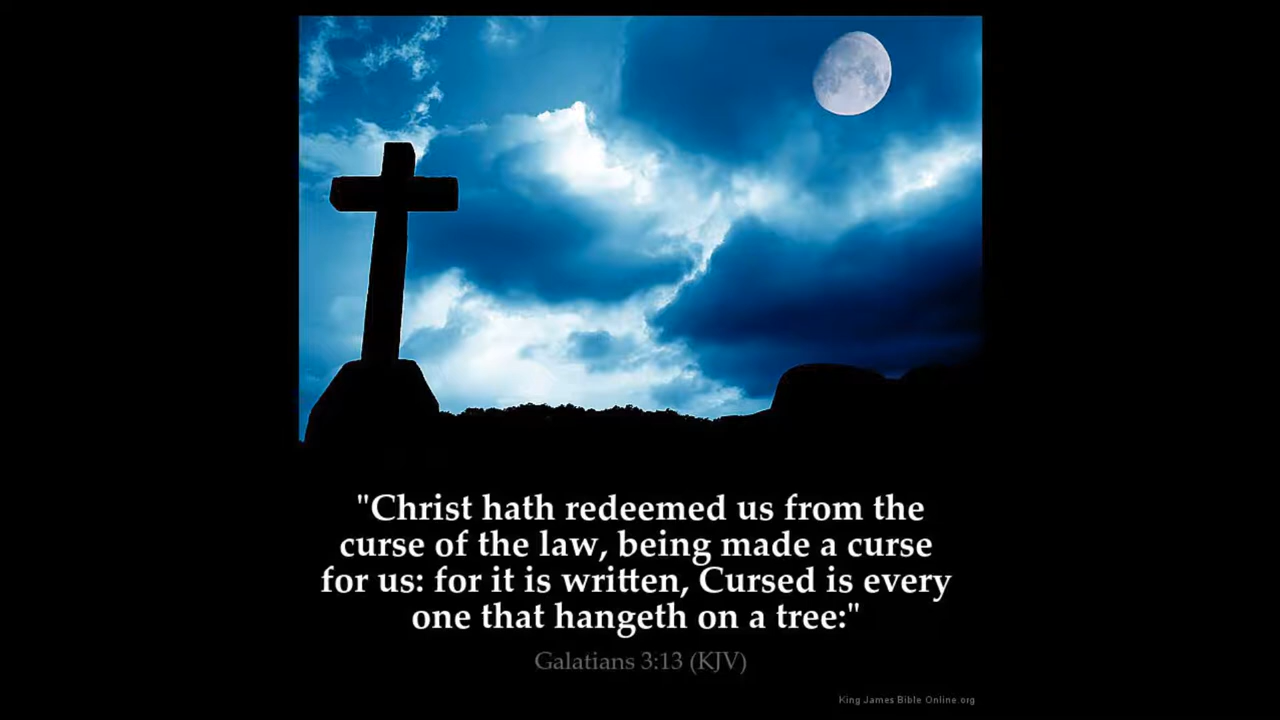 "Christ hath redeemed us from the
curse of the law, being made a curse
for us: for it is written, Cursed is every
one that hangeth on a tree:"
Galatians 3:13 (KJV)
King James Bible Online.org